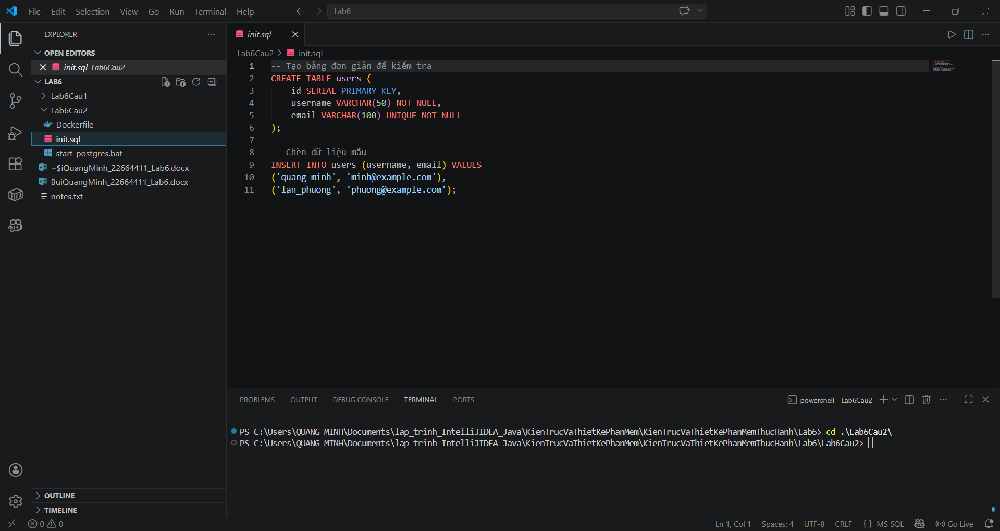 File Edit Selection View Go Run Terminal Help
Lab6
EXPLORER
OPEN EDITORS
init.sql Lab6Cau2
LAB6
Lab6Cau1
Lab6Cau2
Dockerfile
init.sql
start_postgres.bat
~$iQuangMinh_22664411_Lab6.docx
BuiQuangMinh_22664411_Lab6.docx
notes.txt
OUTLINE
TIMELINE
init.sql
Lab6Cau2 > init.sql
1 -- Tạo bảng đơn giản để kiểm tra
2 CREATE TABLE users (
3 id SERIAL PRIMARY KEY,
4 username VARCHAR(50) NOT NULL,
5 email VARCHAR(100) UNIQUE NOT NULL
6 );
7
8 -- Chèn dữ liệu mẫu
9 INSERT INTO users (username, email) VALUES
10 ('quang_minh', 'minh@example.com'),
11 ('lan_phuong', 'phuong@example.com');
PROBLEMS OUTPUT DEBUG CONSOLE TERMINAL PORTS
powershell - Lab6Cau2
PS C:\Users\QUANG MINH\Documents\lap_trinh_IntelliJIDEA_Java\KienTrucVaThietKePhanMem\KienTrucVaThietKePhanMemThucHanh\Lab6> cd .\Lab6Cau2\
PS C:\Users\QUANG MINH\Documents\lap_trinh_IntelliJIDEA_Java\KienTrucVaThietKePhanMem\KienTrucVaThietKePhanMemThucHanh\Lab6\Lab6Cau2>
0 0
Ln 1, Col 1 Spaces: 4 UTF-8 CRLF { } MS SQL Go Live